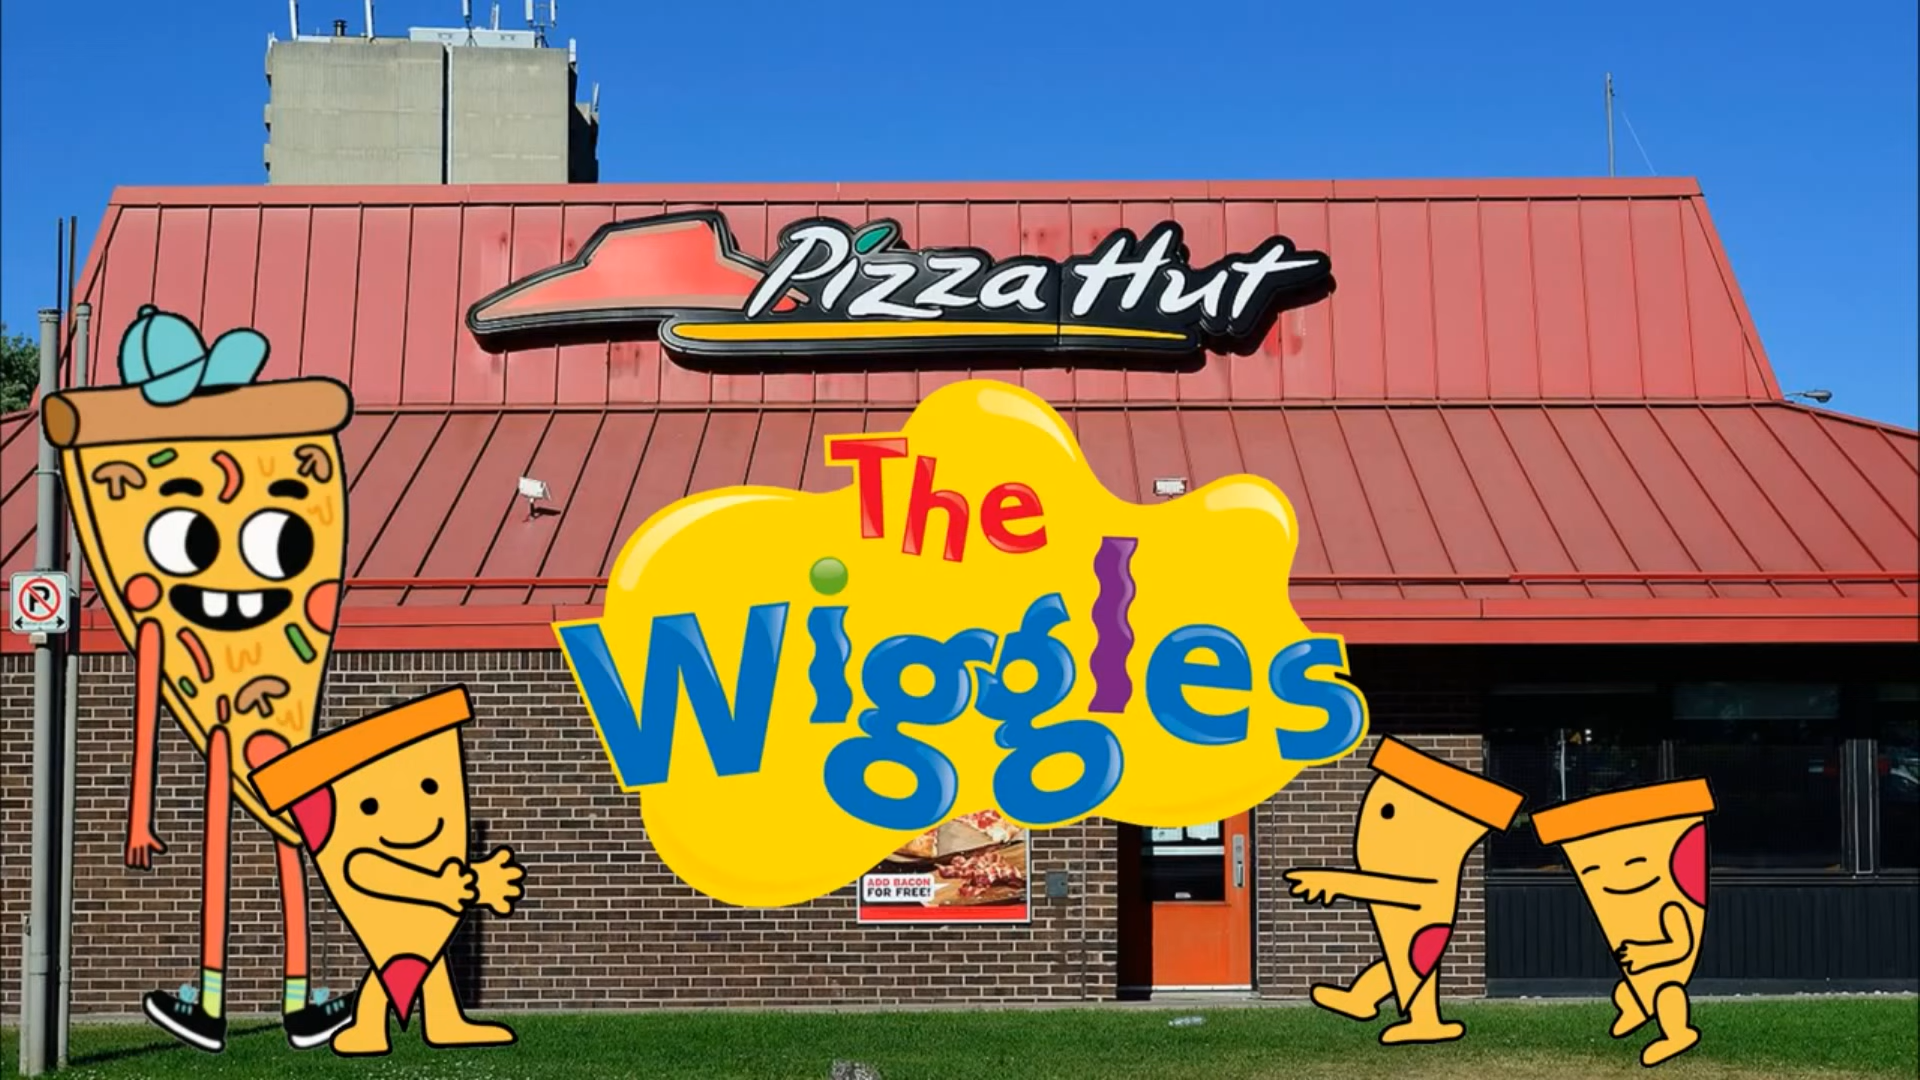 Pizza Hut
The
Wiggles
P
ADD BACON
FOR FREE!